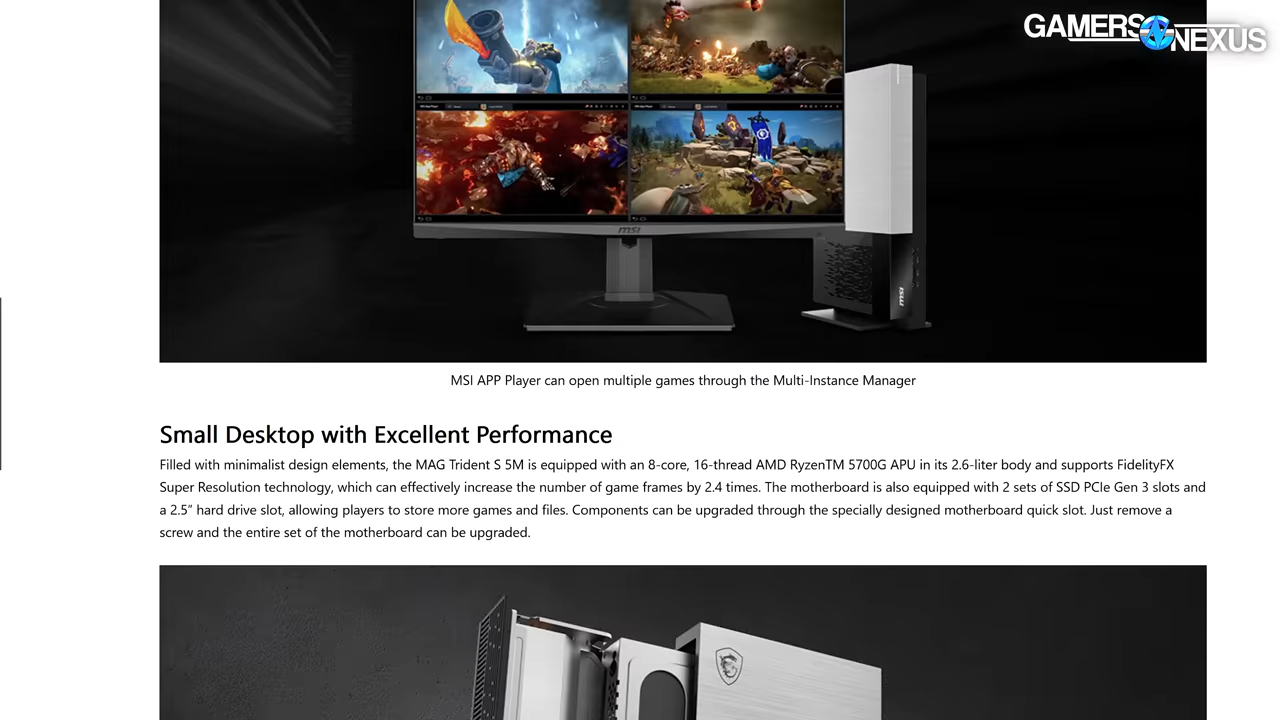 GAMERS NEXUS
msi
msi
MSI APP Player can open multiple games through the Multi-Instance Manager
Small Desktop with Excellent Performance
Filled with minimalist design elements, the MAG Trident S 5M is equipped with an 8-core, 16-thread AMD RyzenTM 5700G APU in its 2.6-liter body and supports FidelityFX
Super Resolution technology, which can effectively increase the number of game frames by 2.4 times. The motherboard is also equipped with 2 sets of SSD PCIe Gen 3 slots and
a 2.5” hard drive slot, allowing players to store more games and files. Components can be upgraded through the specially designed motherboard quick slot. Just remove a
screw and the entire set of the motherboard can be upgraded.